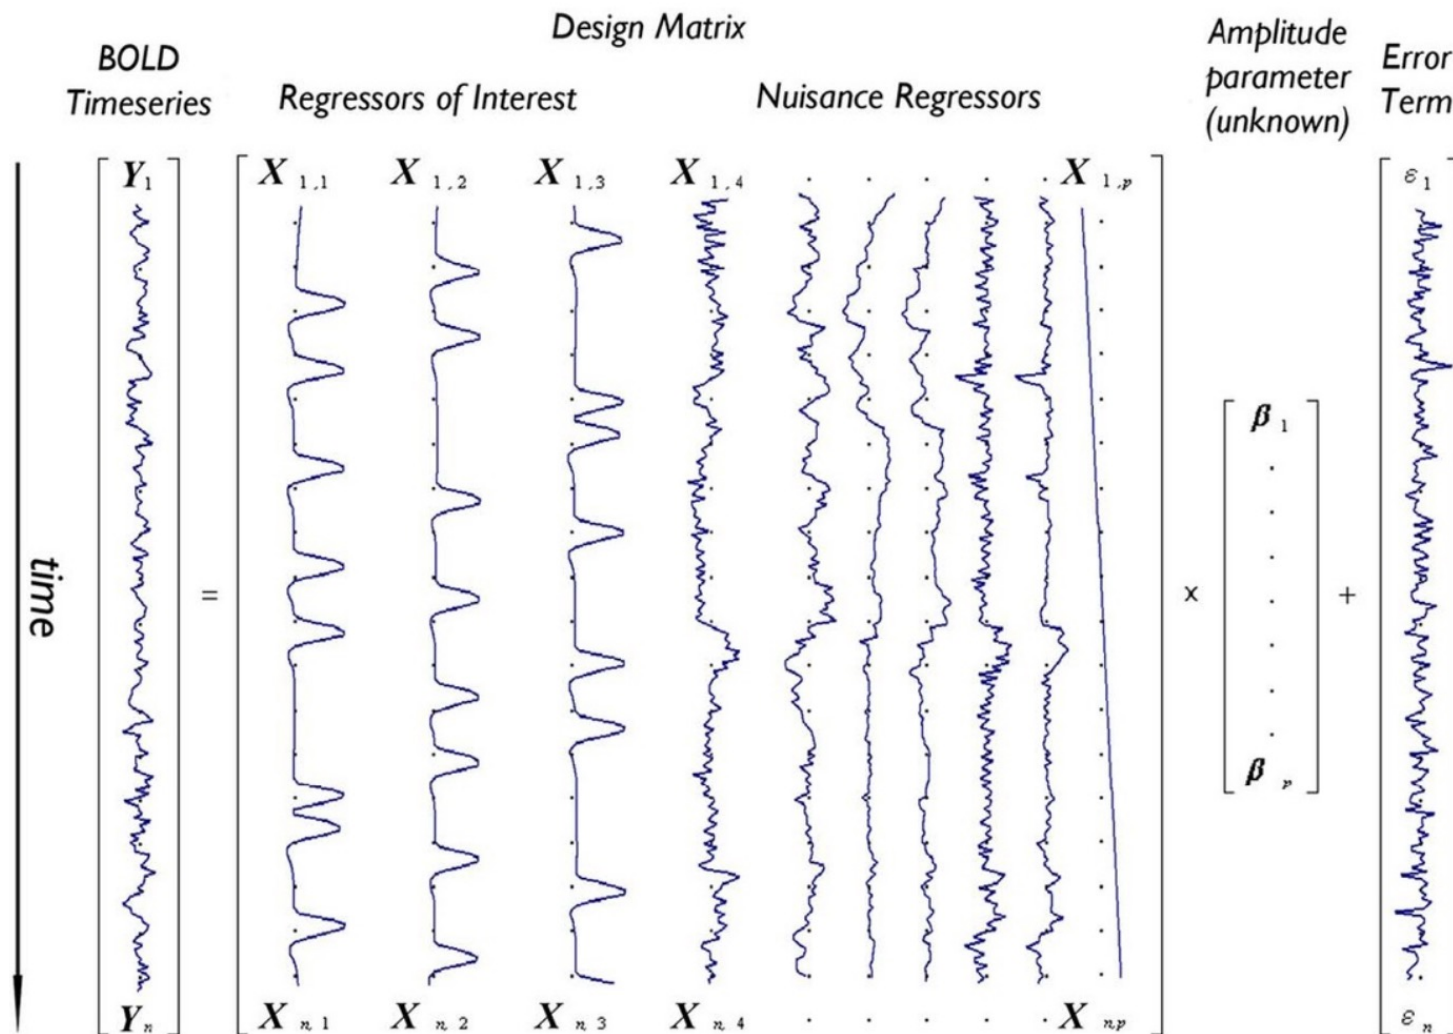 Design Matrix
BOLD
Timeseries
Regressors of Interest
Nuisance Regressors
Amplitude
parameter
(unknown)
Error
Term
Y1 X1,1 X1,2 X1,3 X1,4 . . . . . X1,p ε1
time
=
x
β1
.
.
.
.
.
.
.
βp
+
Yn Xn,1 Xn,2 Xn,3 Xn,4 . . . . . Xn,p εn